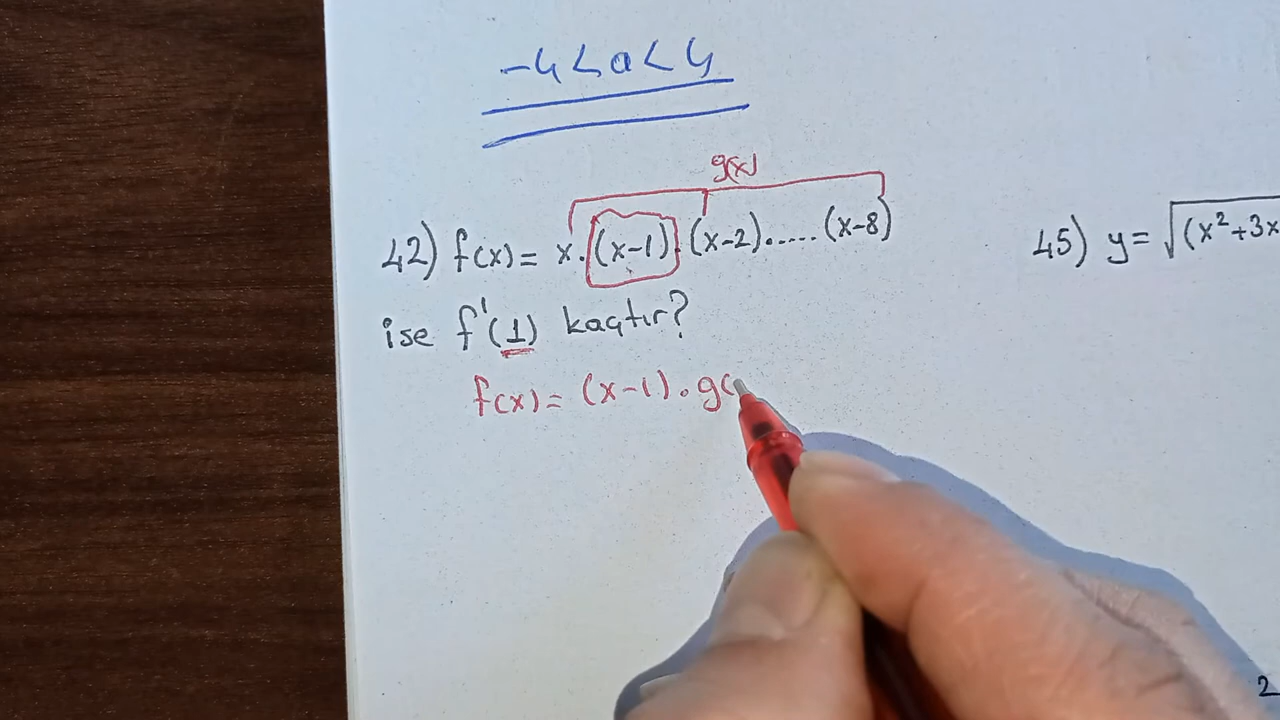 -4<a<4
g(x)
42) f(x)= x.(x-1).(x-2).....(x-8)
ise f'(1) kaçtır?
f(x)= (x-1).g(
45) y= √(x²+3x
2